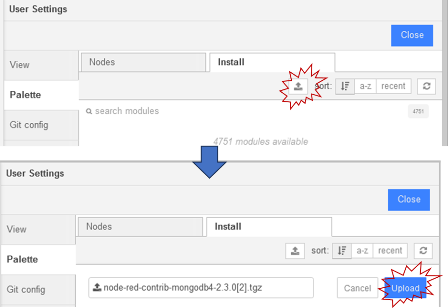 User Settings
Close
View
Nodes
Install
Palette
sort:
a-z
recent
search modules
4751
Git config
4751 modules available
User Settings
Close
View
Nodes
Install
Palette
sort:
a-z
recent
Git config
node-red-contrib-mongodb4-2.3.0[2].tgz
Cancel
Upload